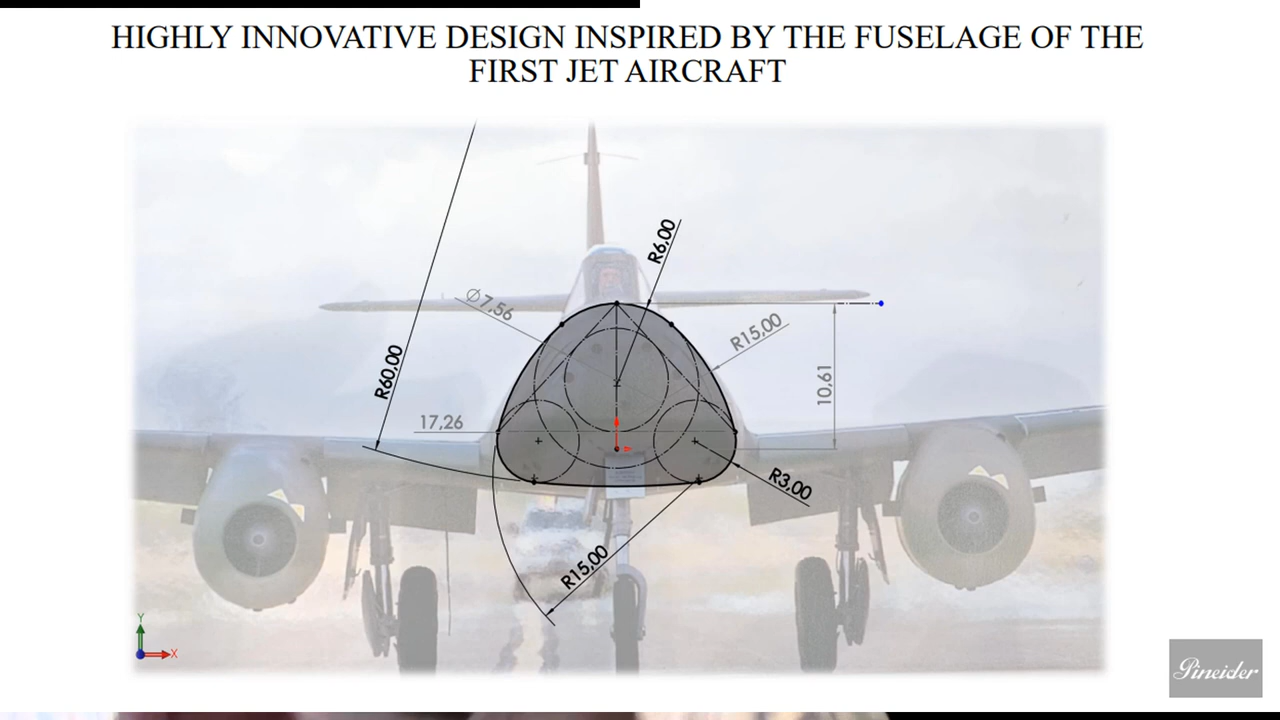 HIGHLY INNOVATIVE DESIGN INSPIRED BY THE FUSELAGE OF THE
FIRST JET AIRCRAFT
R6,00
Ø7,56
R15,00
R60,00
10,61
17,26
R3,00
R15,00
Y
X
Pineider